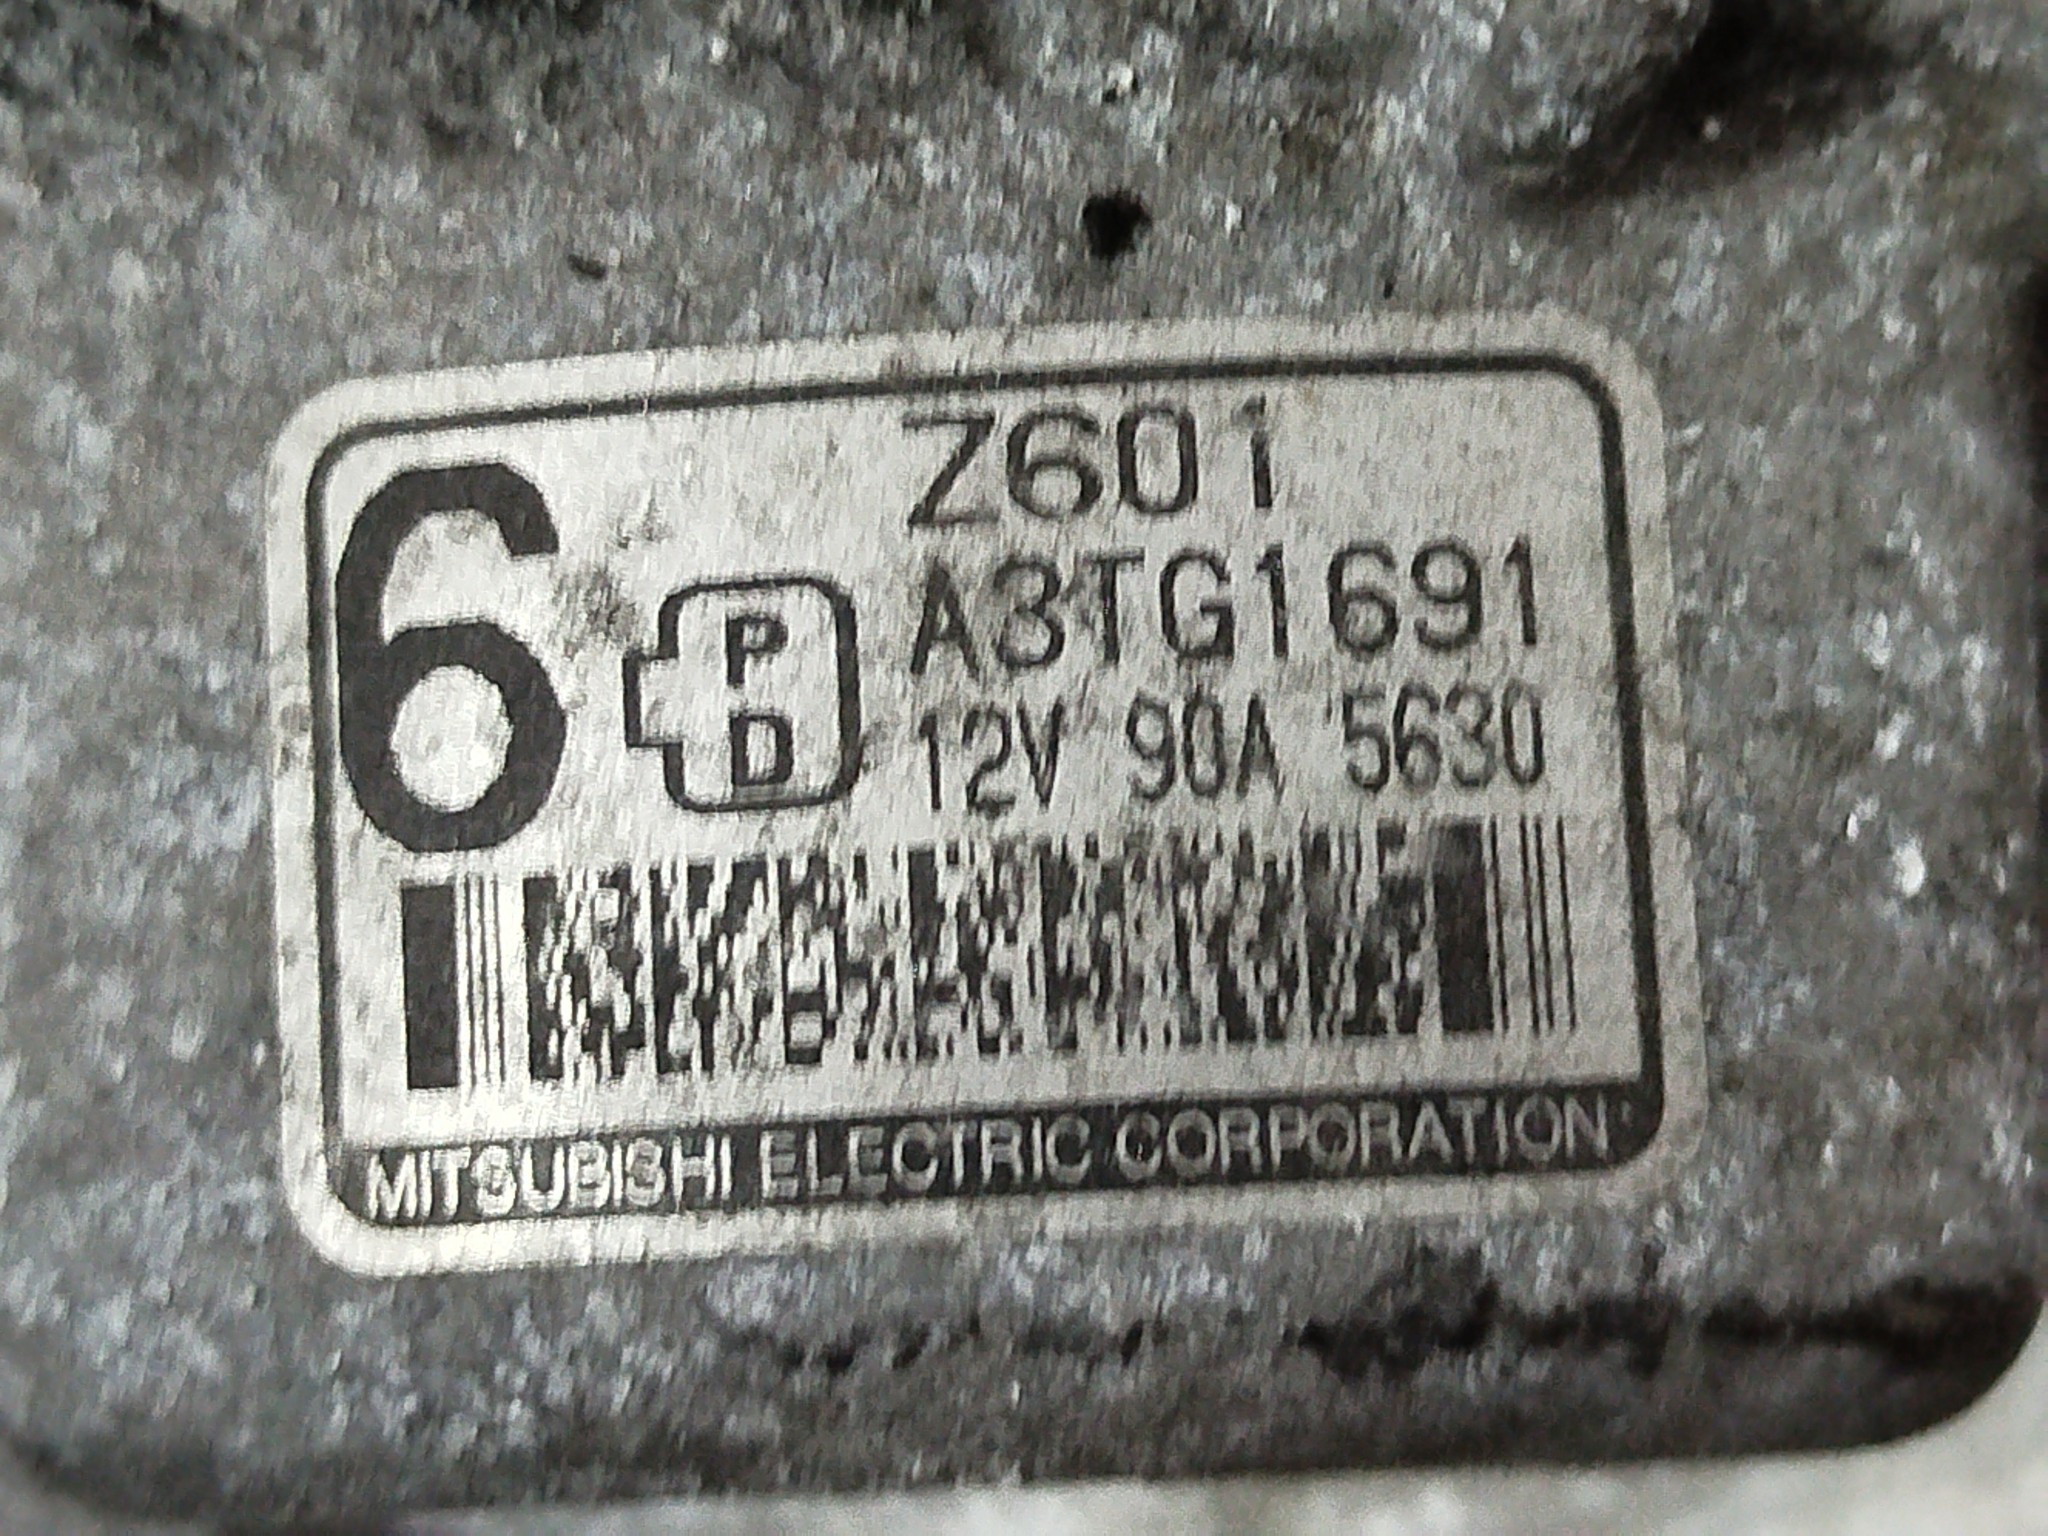 Z601
6
P
D
A3TG1691
12V 90A 5630
MITSUBISHI ELECTRIC CORPORATION